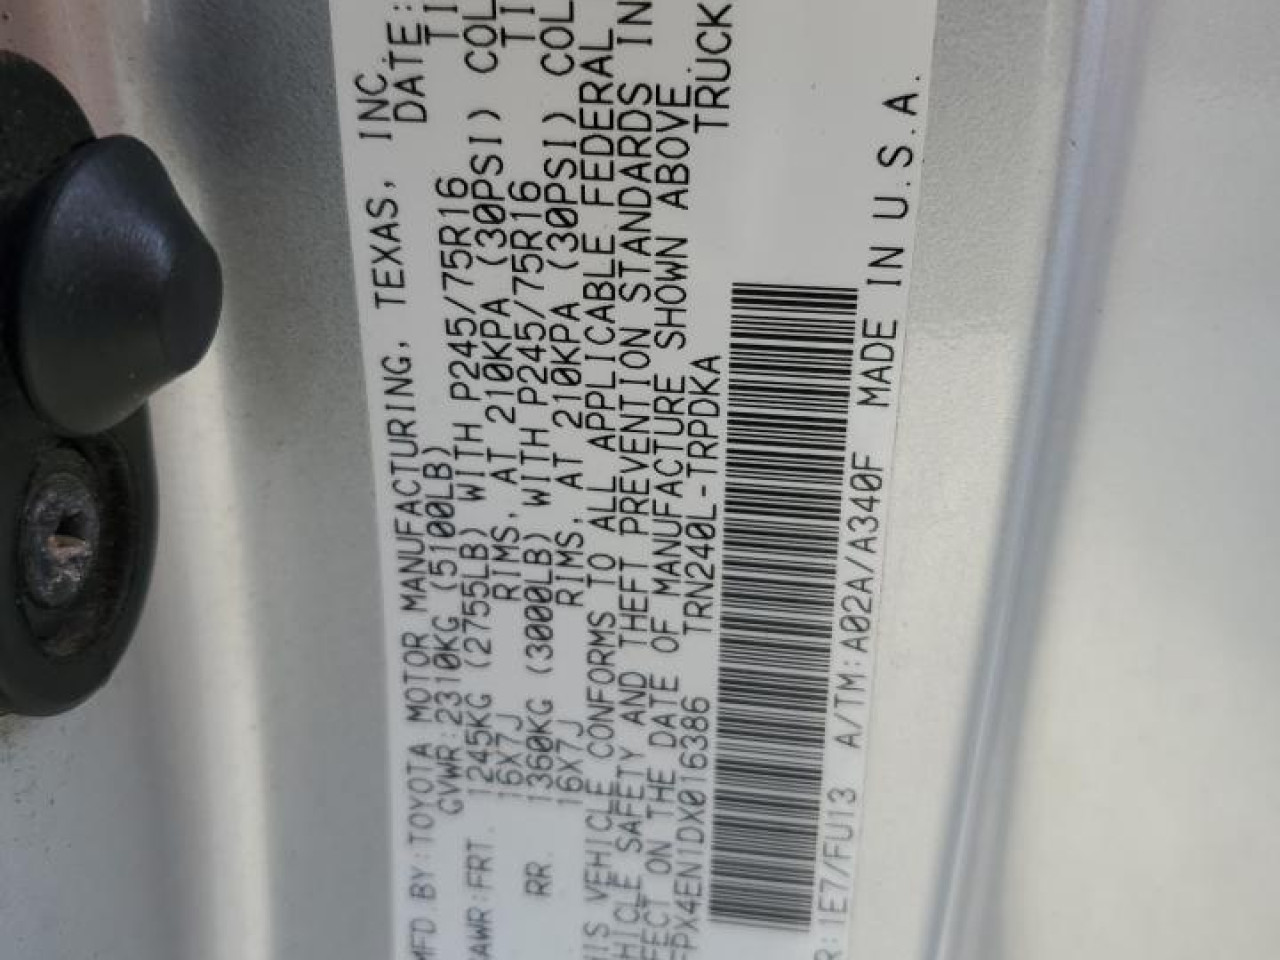 MFD BY:TOYOTA MOTOR MANUFACTURING, TEXAS, INC.
GVWR:2310KG (5100LB) DATE:
AWR:FRT. 1245KG (2755LB) WITH P245/75R16 TI
16X7J RIMS, AT 210KPA (30PSI) COL
RR. 1360KG (3000LB) WITH P245/75R16 TI
16X7J RIMS, AT 210KPA (30PSI) COL
HIS VEHICLE CONFORMS TO ALL APPLICABLE FEDERAL
HICLE SAFETY AND THEFT PREVENTION STANDARDS IN
FECT ON THE DATE OF MANUFACTURE SHOWN ABOVE.
FPX4EN1DX016386 TRN240L-TRPDKA TRUCK
R:1E7/FU13 A/TM:A02A/A340F MADE IN U.S.A.